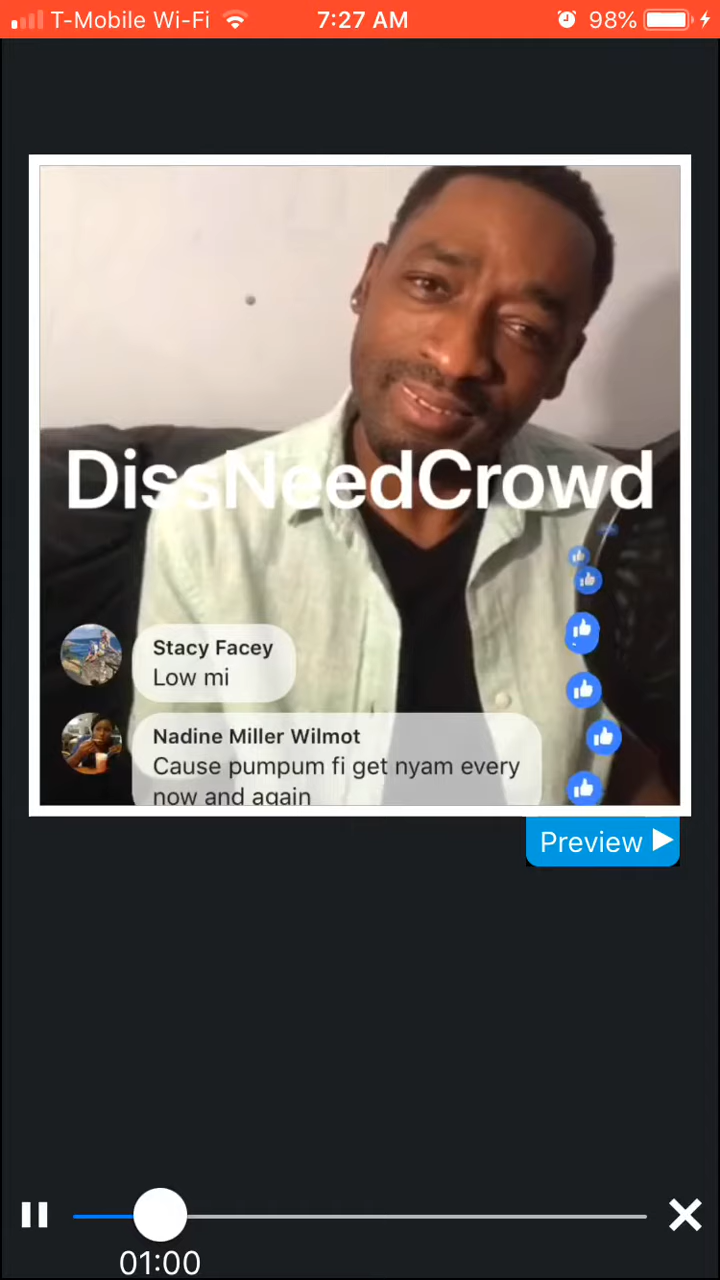 T-Mobile Wi-Fi 7:27 AM 98%
DissNeedCrowd
Stacy Facey
Low mi
Nadine Miller Wilmot
Cause pumpum fi get nyam every
now and again
Preview
01:00